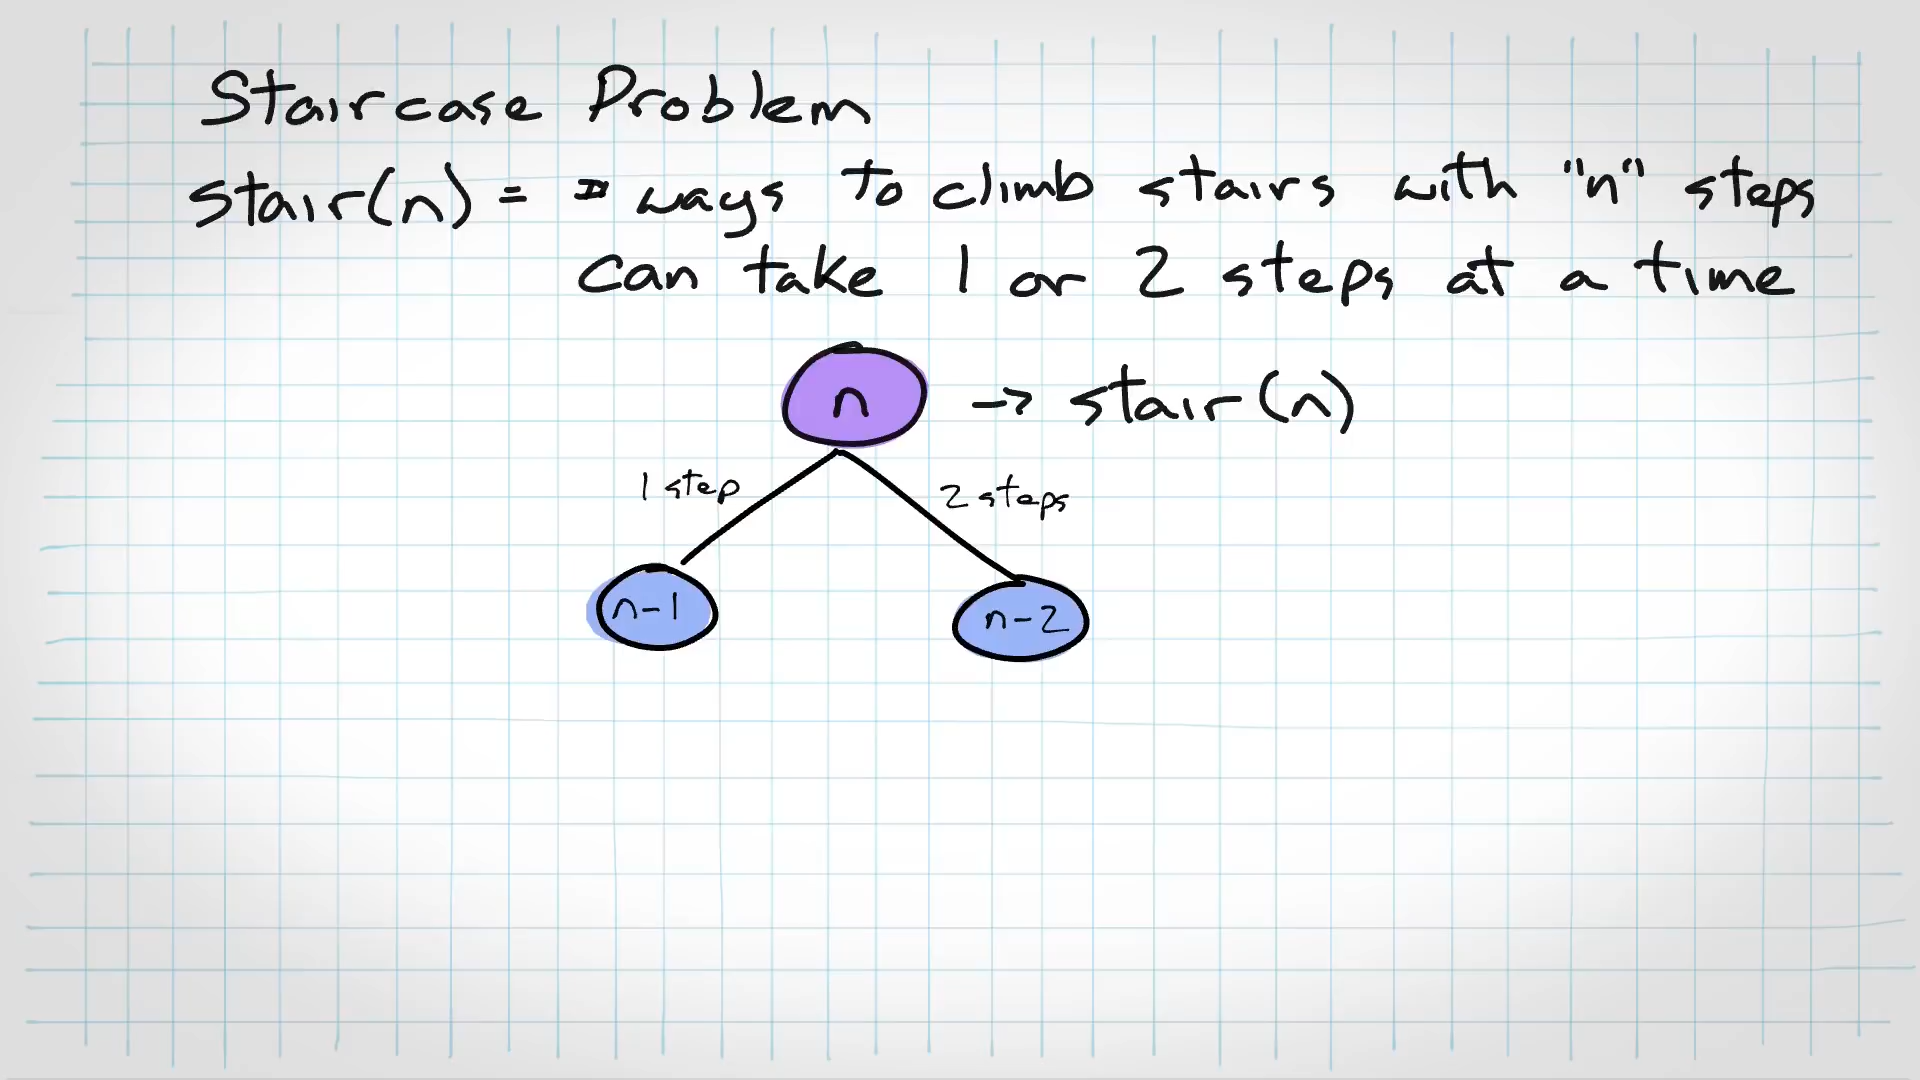 Staircase Problem
stair(n) = # ways to climb stairs with "n" steps
can take 1 or 2 steps at a time
n → stair(n)
1 step 2 steps
n-1 n-2